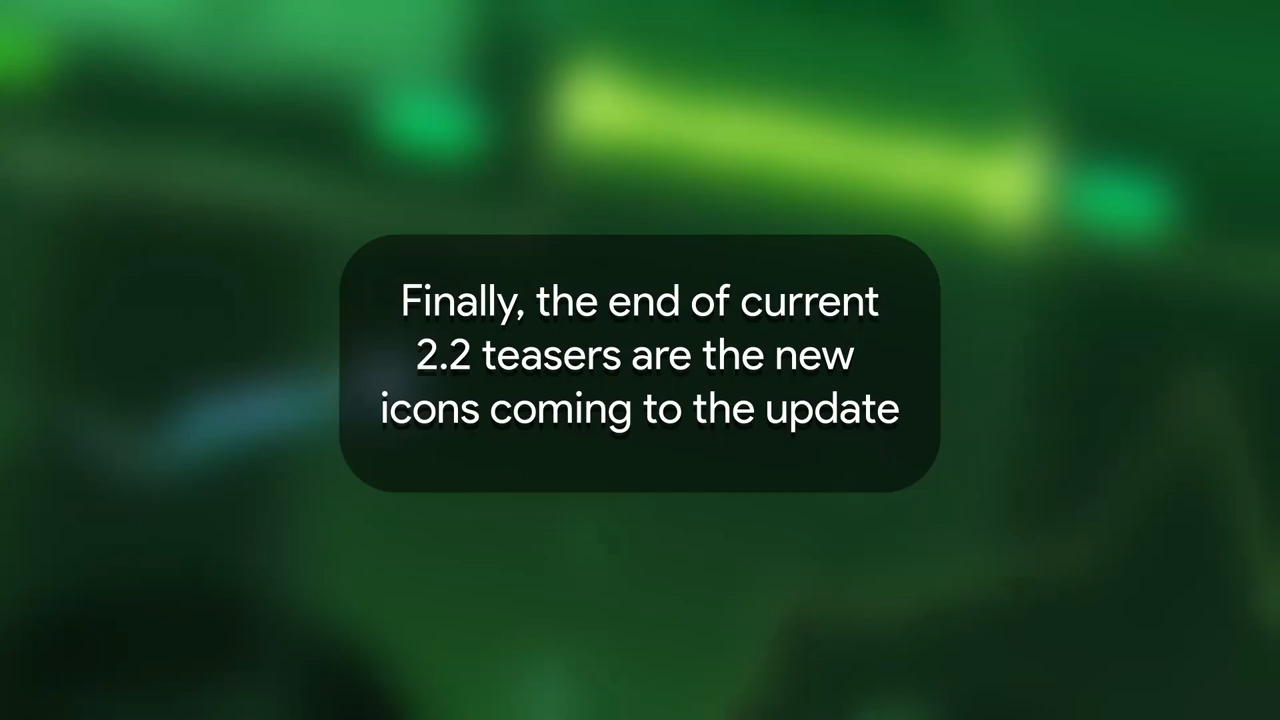 Finally, the end of current
2.2 teasers are the new
icons coming to the update